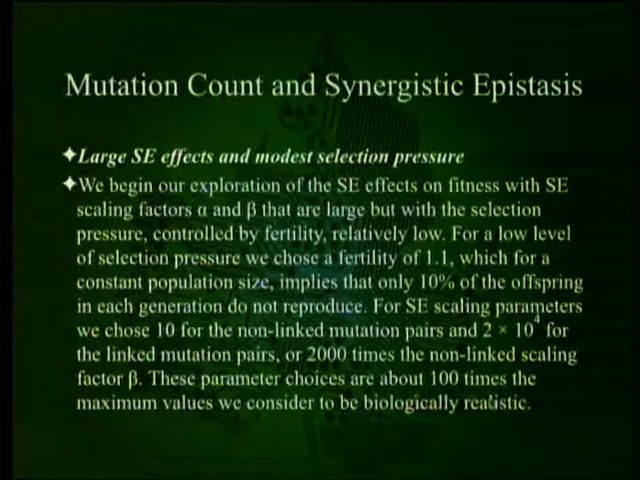 Mutation Count and Synergistic Epistasis
✦Large SE effects and modest selection pressure
✦We begin our exploration of the SE effects on fitness with SE
scaling factors α and β that are large but with the selection
pressure, controlled by fertility, relatively low. For a low level
of selection pressure we chose a fertility of 1.1, which for a
constant population size, implies that only 10% of the offspring
in each generation do not reproduce. For SE scaling parameters
we chose 10 for the non-linked mutation pairs and 2 × 10⁴ for
the linked mutation pairs, or 2000 times the non-linked scaling
factor β. These parameter choices are about 100 times the
maximum values we consider to be biologically realistic.